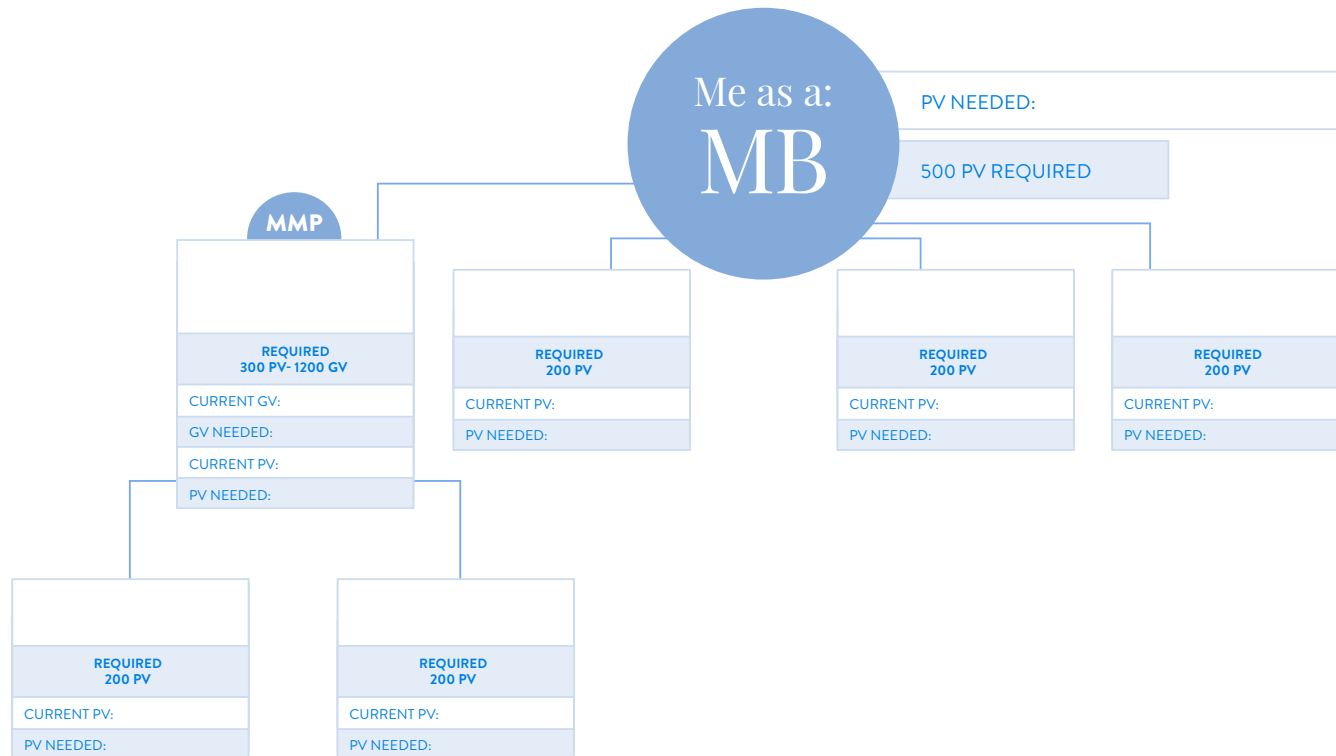 Me as a:
MB
PV NEEDED:
500 PV REQUIRED
MMP
REQUIRED
300 PV- 1200 GV
CURRENT GV:
GV NEEDED:
CURRENT PV:
PV NEEDED:
REQUIRED
200 PV
CURRENT PV:
PV NEEDED:
REQUIRED
200 PV
CURRENT PV:
PV NEEDED:
REQUIRED
200 PV
CURRENT PV:
PV NEEDED:
REQUIRED
200 PV
CURRENT PV:
PV NEEDED:
REQUIRED
200 PV
CURRENT PV:
PV NEEDED: